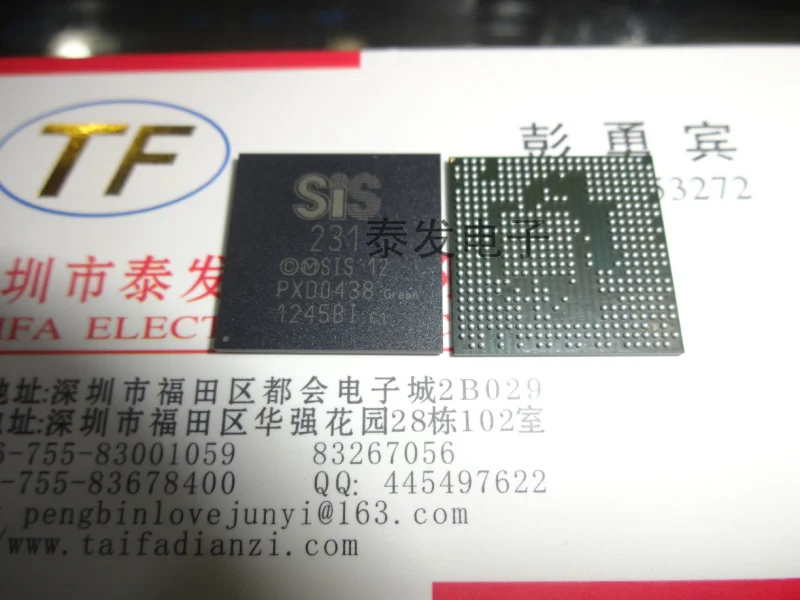 TF
彭勇宾
53272
SiS
231
泰发电子
©ⓂSIS'12
PXD0438 Green
1245BI C1
圳市泰发
IFA ELECT
地址:深圳市福田区都会电子城2B029
址:深圳市福田区华强花园28栋102室
6-755-83001059 83267056
-755-83678400 QQ: 445497622
pengbinlovejunyi@163.com
/www.taifadianzi.com